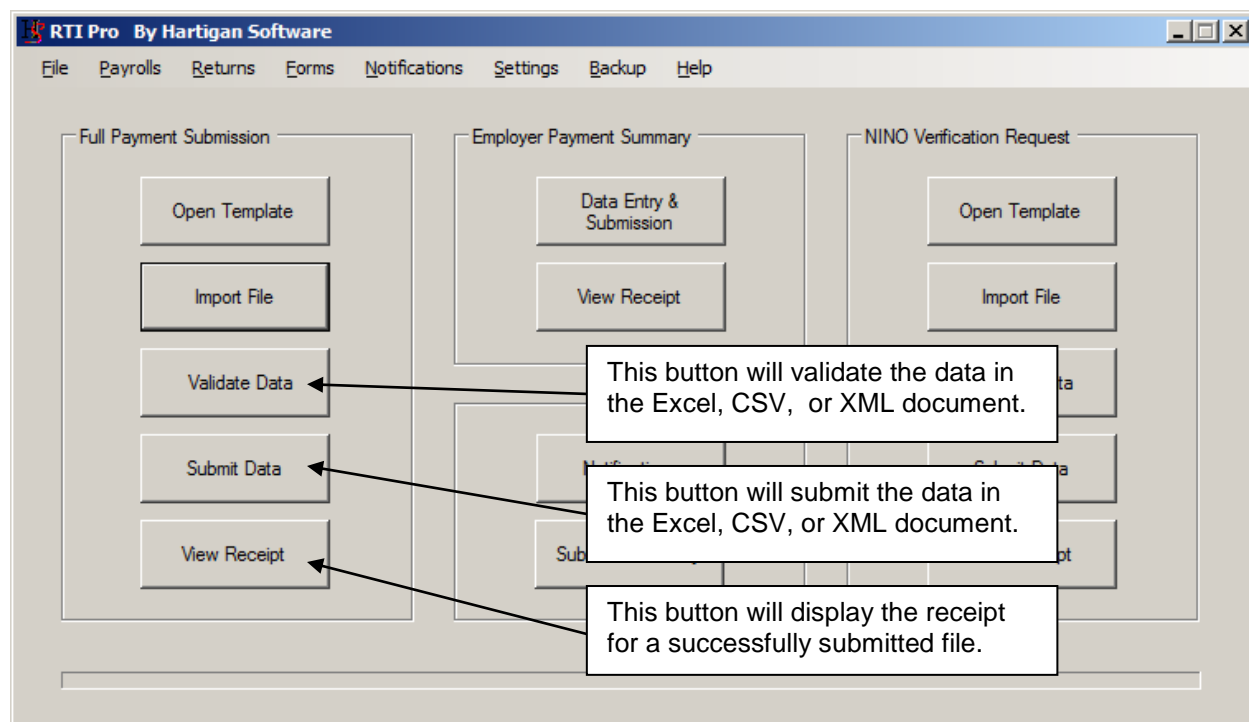 RTI Pro By Hartigan Software
File Payrolls Returns Forms Notifications Settings Backup Help
Full Payment Submission
Open Template
Import File
Validate Data
Submit Data
View Receipt
Employer Payment Summary
Data Entry &
Submission
View Receipt
NINO Verification Request
Open Template
Import File
This button will validate the data in
the Excel, CSV, or XML document.
This button will submit the data in
the Excel, CSV, or XML document.
This button will display the receipt
for a successfully submitted file.